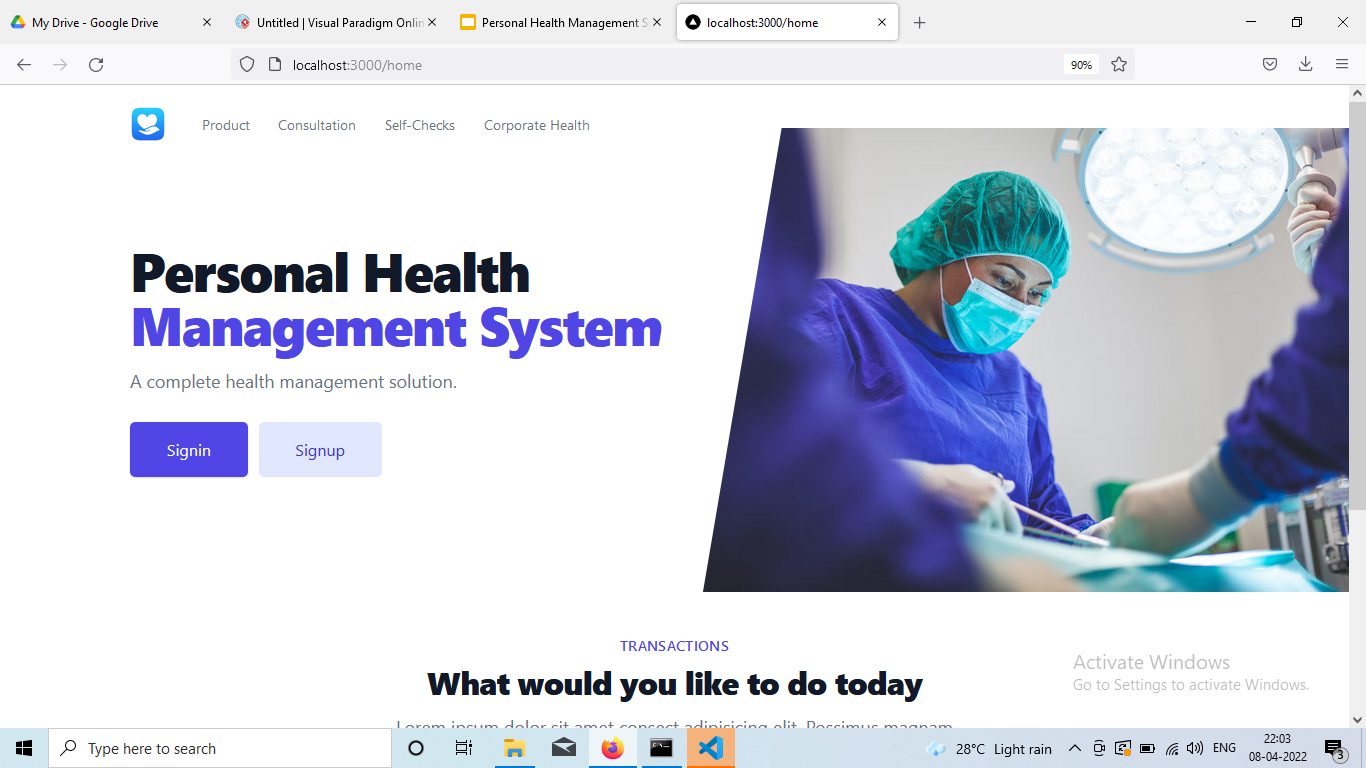 My Drive - Google Drive
Untitled | Visual Paradigm Onlin
Personal Health Management S
localhost:3000/home
localhost:3000/home
90%
Product
Consultation
Self-Checks
Corporate Health
Personal Health
Management System
A complete health management solution.
Signin
Signup
TRANSACTIONS
What would you like to do today
Lorem ipsum dolor sit amet consect adipisicing elit. Possimus magnam
Activate Windows
Go to Settings to activate Windows.
Type here to search
28°C Light rain
ENG
22:03
08-04-2022
3